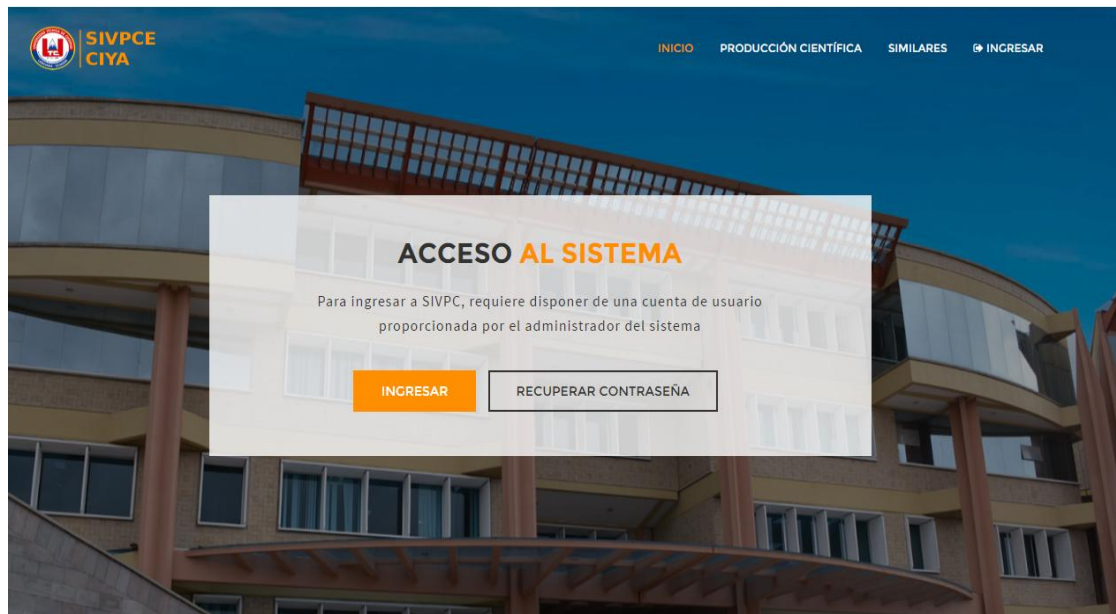 SIVPCE
CIYA
INICIO PRODUCCIÓN CIENTÍFICA SIMILARES INGRESAR
ACCESO AL SISTEMA
Para ingresar a SIVPC, requiere disponer de una cuenta de usuario
proporcionada por el administrador del sistema
INGRESAR RECUPERAR CONTRASEÑA